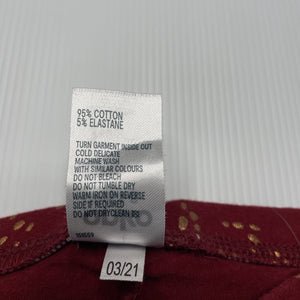 95% COTTON
5% ELASTANE
TURN GARMENT INSIDE OUT
COLD DELICATE
MACHINE WASH
WITH SIMILAR COLOURS
DO NOT BLEACH
DO NOT TUMBLE DRY
WARM IRON ON REVERSE
SIDE IF REQUIRED
DO NOT DRYCLEAN
03/21